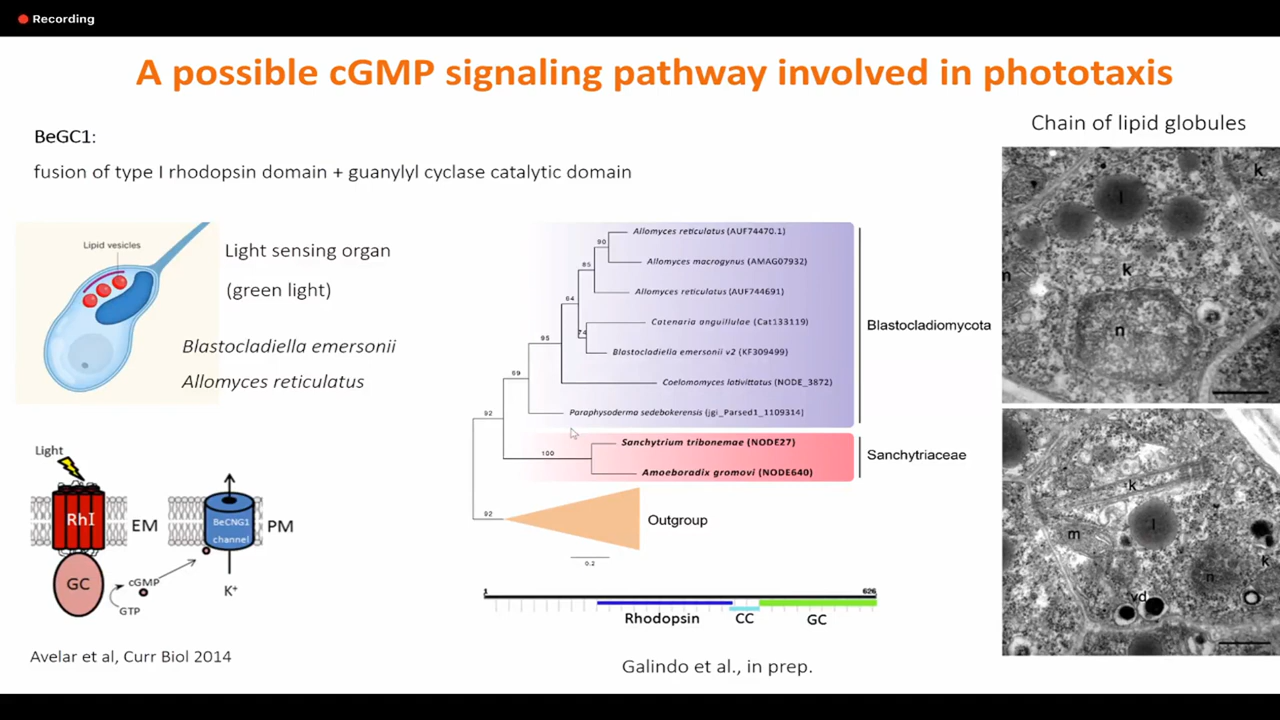 Recording
A possible cGMP signaling pathway involved in phototaxis
BeGC1:
fusion of type I rhodopsin domain + guanylyl cyclase catalytic domain
Lipid vesicles
Light sensing organ
(green light)
Blastocladiella emersonii
Allomyces reticulatus
Light
RhI
EM
GC
cGMP
GTP
BeCNG1
channel
PM
K+
Avelar et al, Curr Biol 2014
Allomyces reticulatus (AUF74470.1)
90
Allomyces macrogynus (AMAG07932)
85
Allomyces reticulatus (AUF744691)
64
Catenaria anguillulae (Cat133119)
74
Blastocladiella emersonii v2 (KF309499)
95
Coelomomyces lativittatus (NODE_3872)
69
Paraphysoderma sedebokerensis (jgi_Parsed1_1109314)
92
Sanchytrium tribonemae (NODE27)
100
Amoeboradix gromovi (NODE640)
92
Outgroup
0.2
Blastocladiomycota
Sanchytriaceae
1
626
Rhodopsin
CC
GC
Galindo et al., in prep.
Chain of lipid globules
k
l
n
k
n
k
l
m
k
n
vd